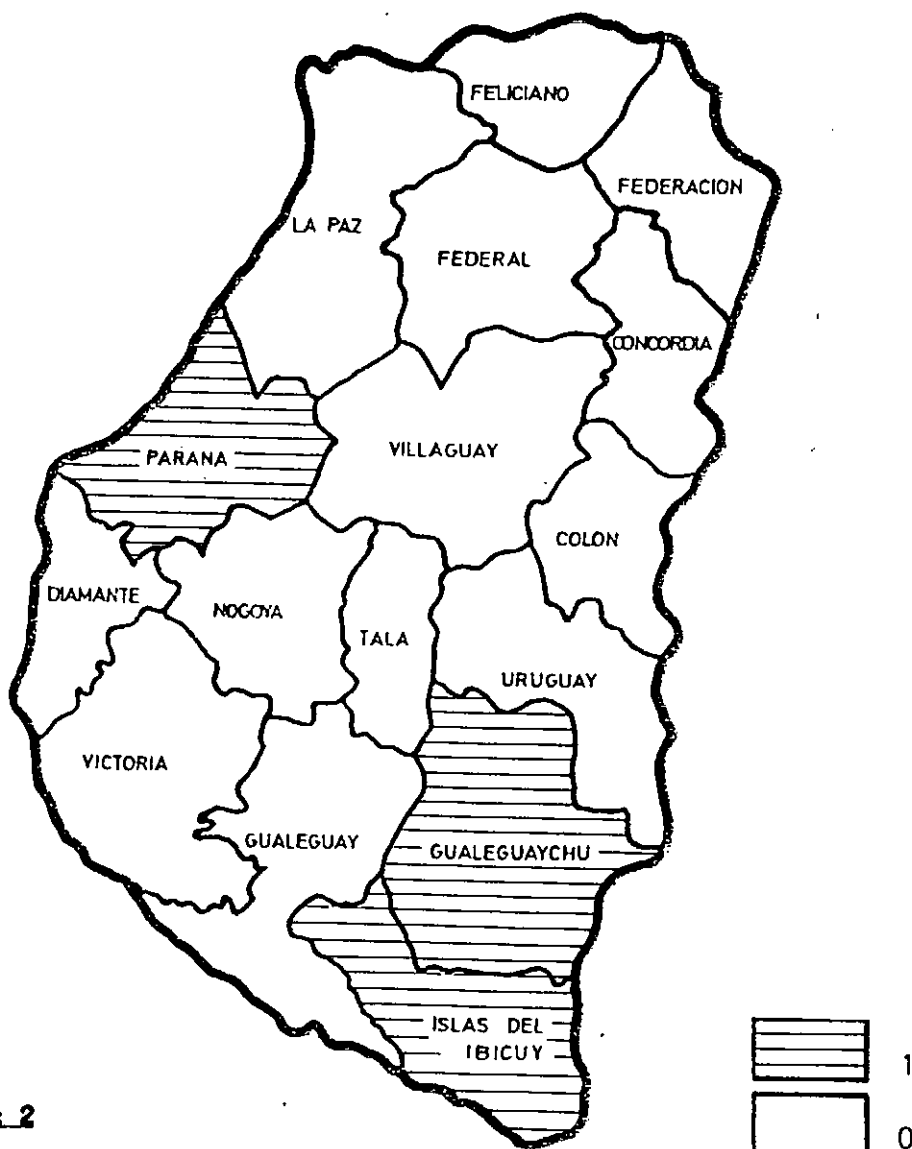 FELICIANO
FEDERACION
LA PAZ
FEDERAL
CONCORDIA
PARANA
VILLAGUAY
COLON
DIAMANTE
NOGOYA
TALA
URUGUAY
VICTORIA
GUALEGUAY
GUALEGUAYCHU
ISLAS DEL
IBICUY
1
2
0